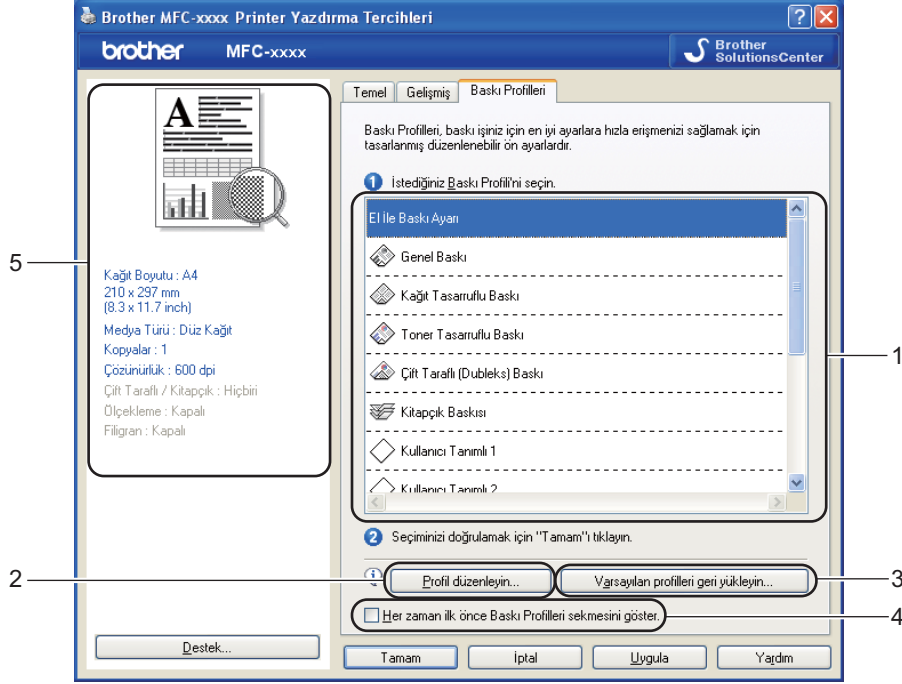 Brother MFC-xxxx Printer Yazdırma Tercihleri
brother MFC-xxxx
Brother
SolutionsCenter
Temel Gelişmiş Baskı Profilleri
A
Baskı Profilleri, baskı işiniz için en iyi ayarlara hızla erişmenizi sağlamak için
tasarlanmış düzenlenebilir ön ayarlardır.
1 İstediğiniz Baskı Profili'ni seçin.
El İle Baskı Ayarı
Genel Baskı
Kağıt Tasarruflu Baskı
Toner Tasarruflu Baskı
Çift Taraflı (Dubleks) Baskı
Kitapçık Baskısı
Kullanıcı Tanımlı 1
Kullanıcı Tanımlı 2
1
5
Kağıt Boyutu : A4
210 x 297 mm
(8.3 x 11.7 inch)
Medya Türü : Düz Kağıt
Kopyalar : 1
Çözünürlük : 600 dpi
Çift Taraflı / Kitapçık : Hiçbiri
Ölçekleme : Kapalı
Filigran : Kapalı
2 Seçiminizi doğrulamak için "Tamam"ı tıklayın.
2 Profil düzenleyin... Varsayılan profilleri geri yükleyin... 3
Her zaman ilk önce Baskı Profilleri sekmesini göster. 4
Destek...
Tamam İptal Uygula Yardım